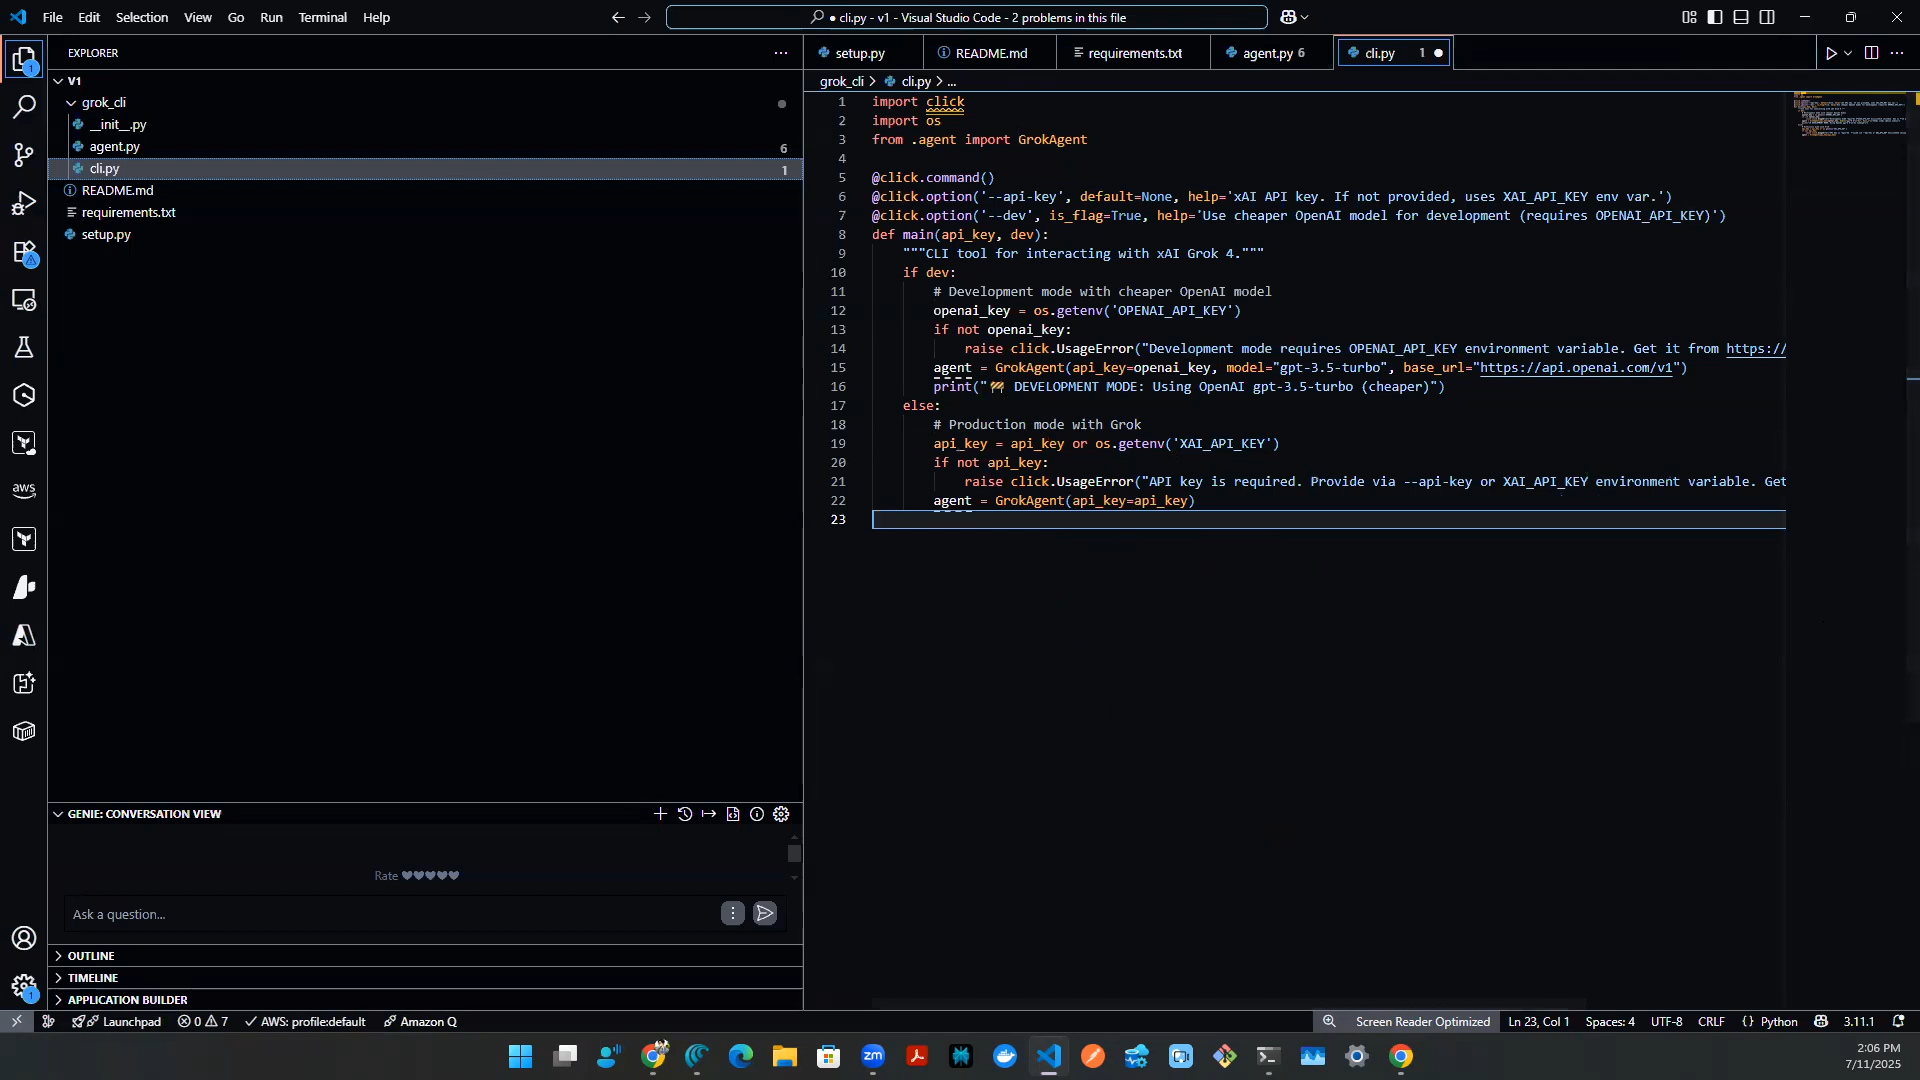 File Edit Selection View Go Run Terminal Help
● cli.py - v1 - Visual Studio Code - 2 problems in this file
EXPLORER
V1
grok_cli
__init__.py
agent.py 6
cli.py 1
README.md
requirements.txt
setup.py
GENIE: CONVERSATION VIEW
Rate
Ask a question...
OUTLINE
TIMELINE
APPLICATION BUILDER
aws
setup.py README.md requirements.txt agent.py 6 cli.py 1
grok_cli > cli.py > ...
1 import click
2 import os
3 from .agent import GrokAgent
4
5 @click.command()
6 @click.option('--api-key', default=None, help='xAI API key. If not provided, uses XAI_API_KEY env var.')
7 @click.option('--dev', is_flag=True, help='Use cheaper OpenAI model for development (requires OPENAI_API_KEY)')
8 def main(api_key, dev):
9     """CLI tool for interacting with xAI Grok 4."""
10     if dev:
11         # Development mode with cheaper OpenAI model
12         openai_key = os.getenv('OPENAI_API_KEY')
13         if not openai_key:
14             raise click.UsageError("Development mode requires OPENAI_API_KEY environment variable. Get it from https://
15         agent = GrokAgent(api_key=openai_key, model="gpt-3.5-turbo", base_url="https://api.openai.com/v1")
16         print("🚧 DEVELOPMENT MODE: Using OpenAI gpt-3.5-turbo (cheaper)")
17     else:
18         # Production mode with Grok
19         api_key = api_key or os.getenv('XAI_API_KEY')
20         if not api_key:
21             raise click.UsageError("API key is required. Provide via --api-key or XAI_API_KEY environment variable. Get
22         agent = GrokAgent(api_key=api_key)
23
Launchpad 0 7 AWS: profile:default Amazon Q Screen Reader Optimized Ln 23, Col 1 Spaces: 4 UTF-8 CRLF {} Python 3.11.1
zm
2:06 PM
7/11/2025